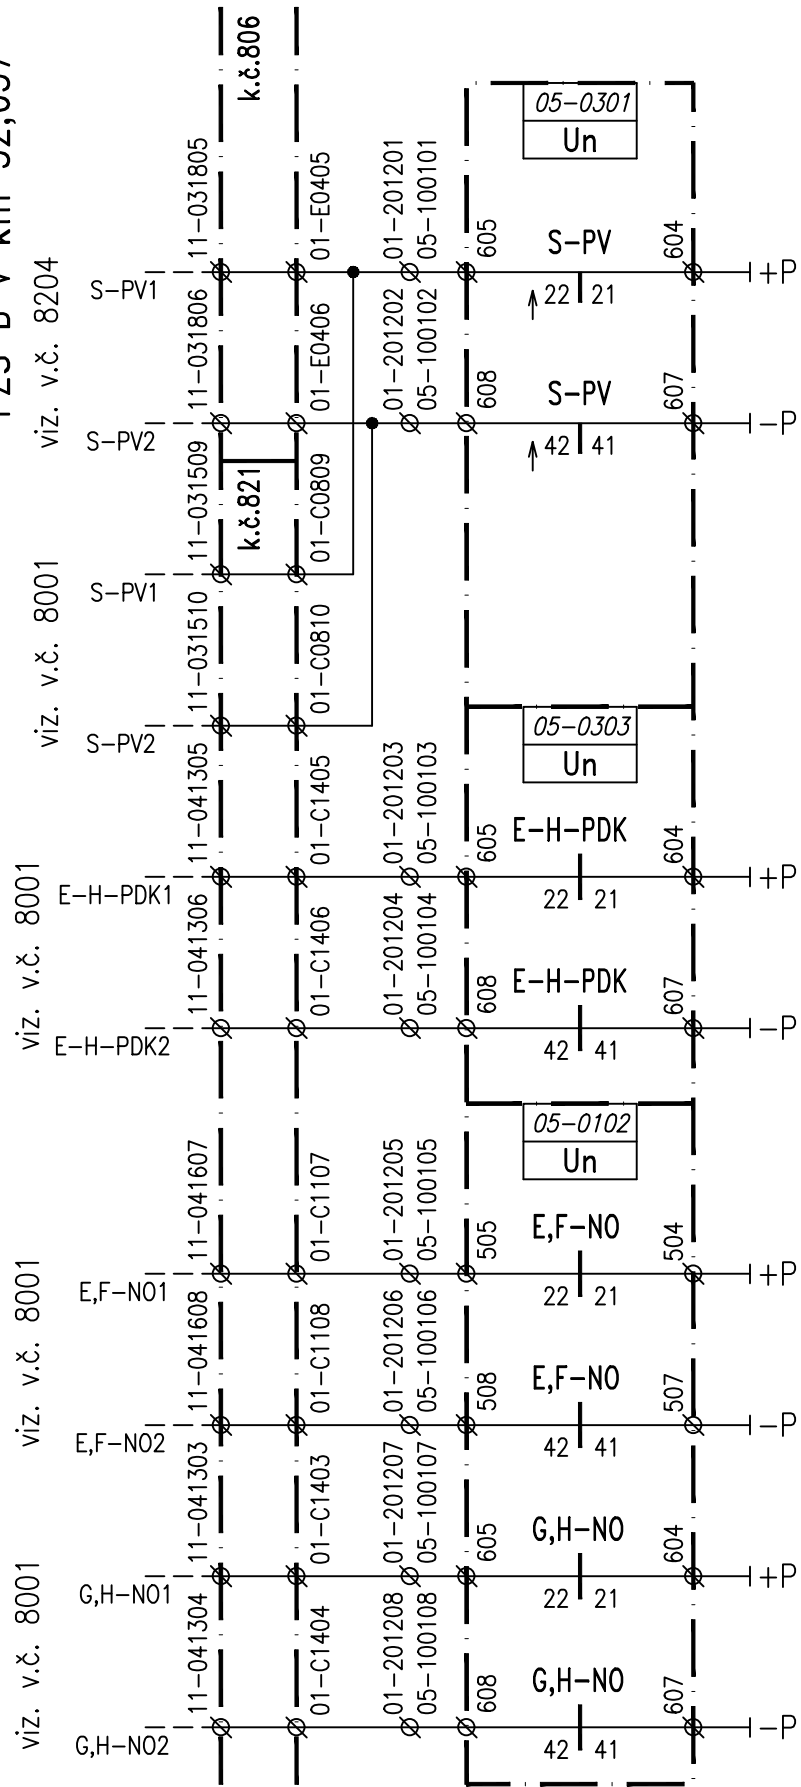 k.č.806
05-0301
Un
11-031805
01-E0405
01-201201
05-100101
605
S-PV
604
viz. v.č. 8204
S-PV1
22
21
+P
11-031806
01-E0406
01-201202
05-100102
608
S-PV
607
S-PV2
42
41
-P
11-031509
k.č.821
01-C0809
viz. v.č. 8001
S-PV1
11-031510
01-C0810
S-PV2
05-0303
Un
11-041305
01-C1405
01-201203
05-100103
605
E-H-PDK
604
viz. v.č. 8001
E-H-PDK1
22
21
+P
11-041306
01-C1406
01-201204
05-100104
608
E-H-PDK
607
E-H-PDK2
42
41
-P
05-0102
Un
11-041607
01-C1107
01-201205
05-100105
505
E,F-NO
504
viz. v.č. 8001
E,F-NO1
22
21
+P
11-041608
01-C1108
01-201206
05-100106
508
E,F-NO
507
E,F-NO2
42
41
-P
11-041303
01-C1403
01-201207
05-100107
605
G,H-NO
604
viz. v.č. 8001
G,H-NO1
22
21
+P
11-041304
01-C1404
01-201208
05-100108
608
G,H-NO
607
G,H-NO2
42
41
-P